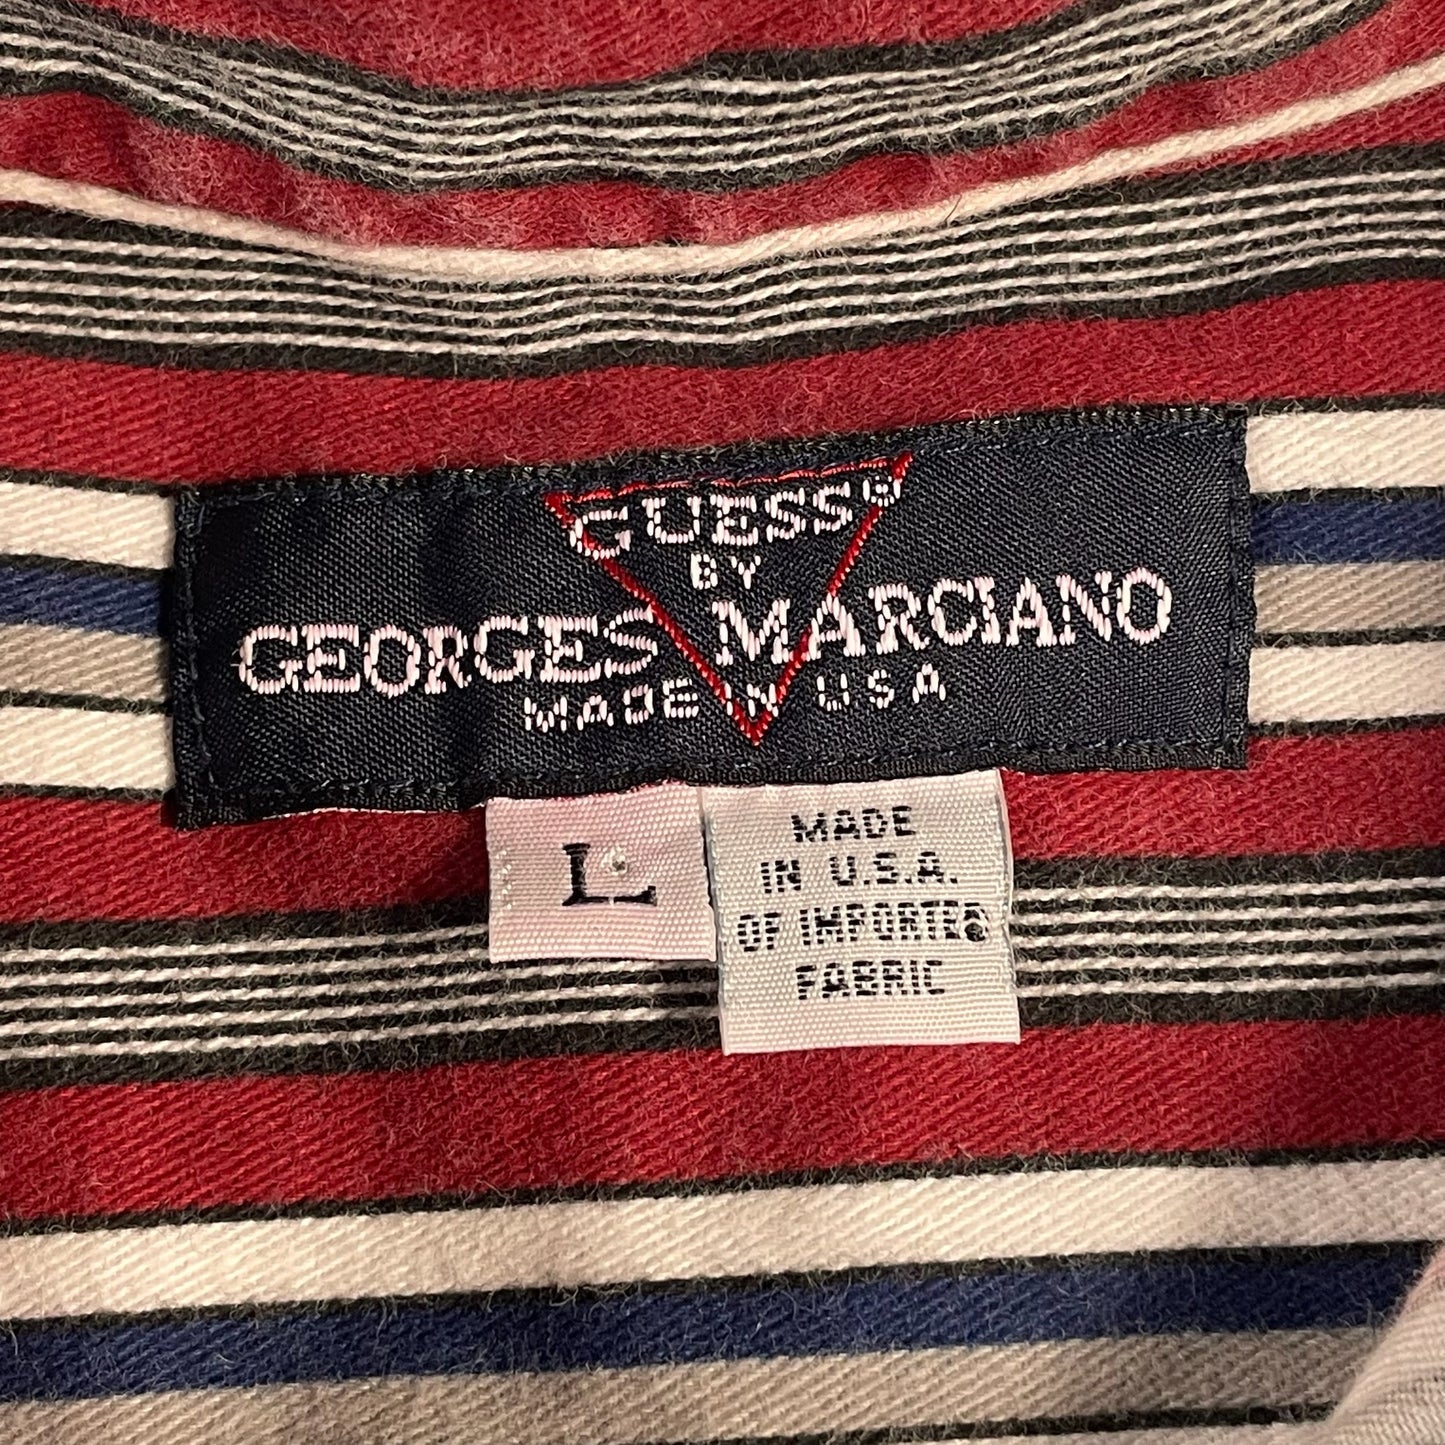 GUESS®
BY
GEORGES MARCIANO
MADE IN USA
L
MADE
IN U.S.A.
OF IMPORTED
FABRIC